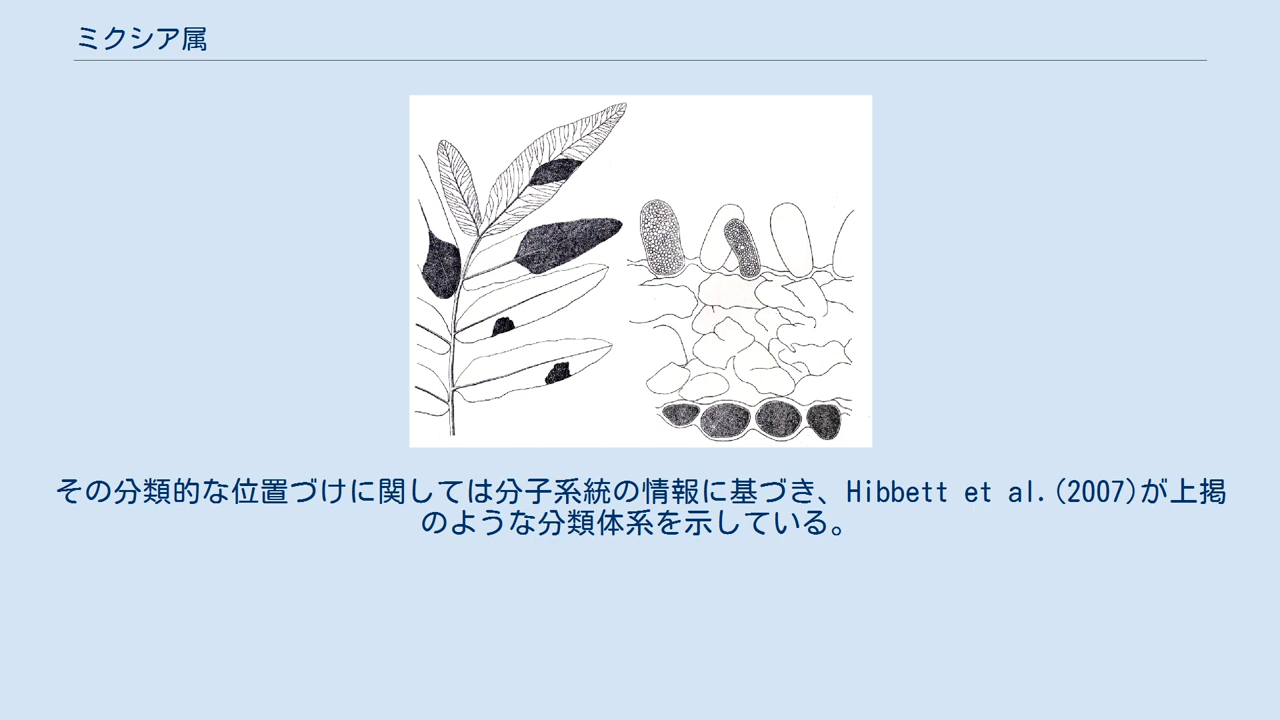 ミクシア属
その分類的な位置づけに関しては分子系統の情報に基づき、Hibbett et al.(2007)が上掲
のような分類体系を示している。